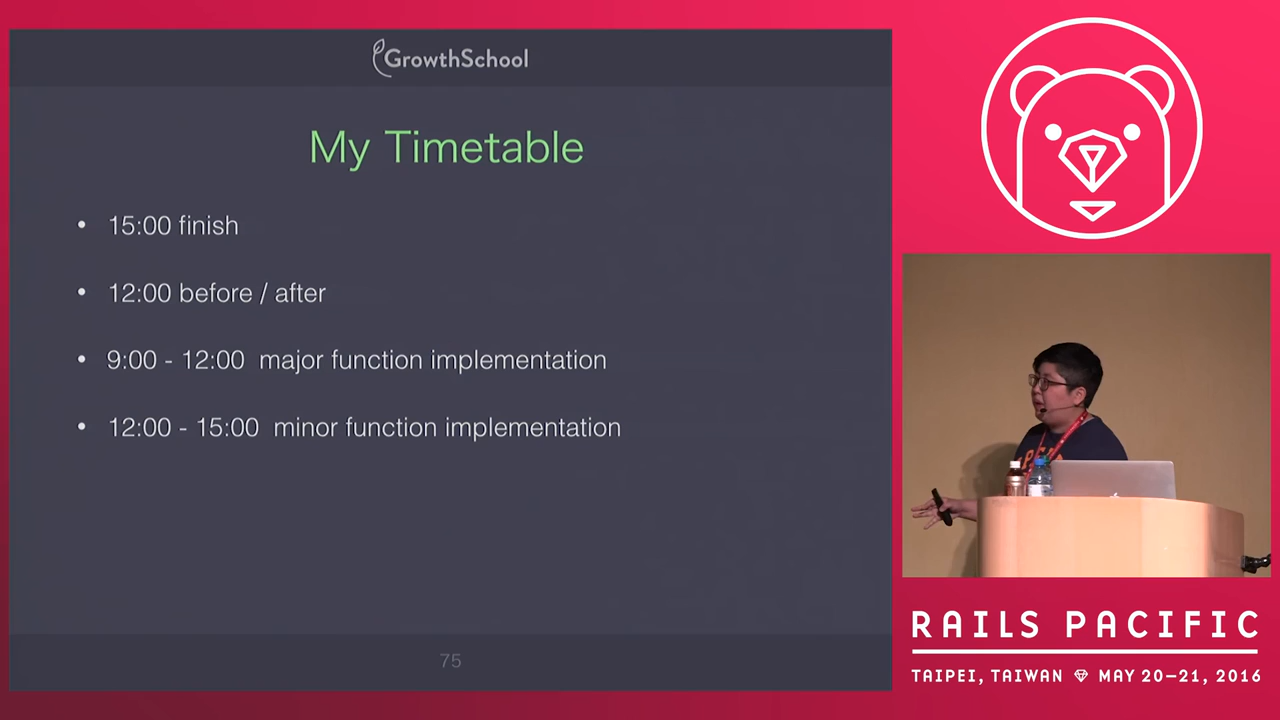 GrowthSchool
My Timetable
• 15:00 finish
• 12:00 before / after
• 9:00 - 12:00 major function implementation
• 12:00 - 15:00 minor function implementation
75
RAILS PACIFIC
TAIPEI, TAIWAN MAY 20–21, 2016